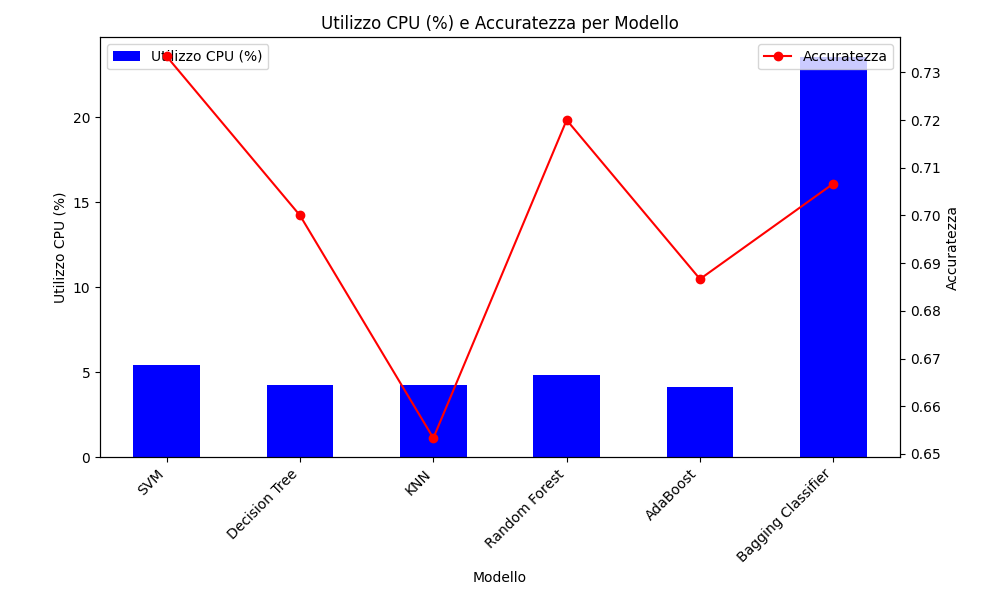 Utilizzo CPU (%) e Accuratezza per Modello
Utilizzo CPU (%)
Accuratezza
20
15
10
5
0
Utilizzo CPU (%)
0.73
0.72
0.71
0.70
0.69
0.68
0.67
0.66
0.65
Accuratezza
SVM
Decision Tree
KNN
Random Forest
AdaBoost
Bagging Classifier
Modello